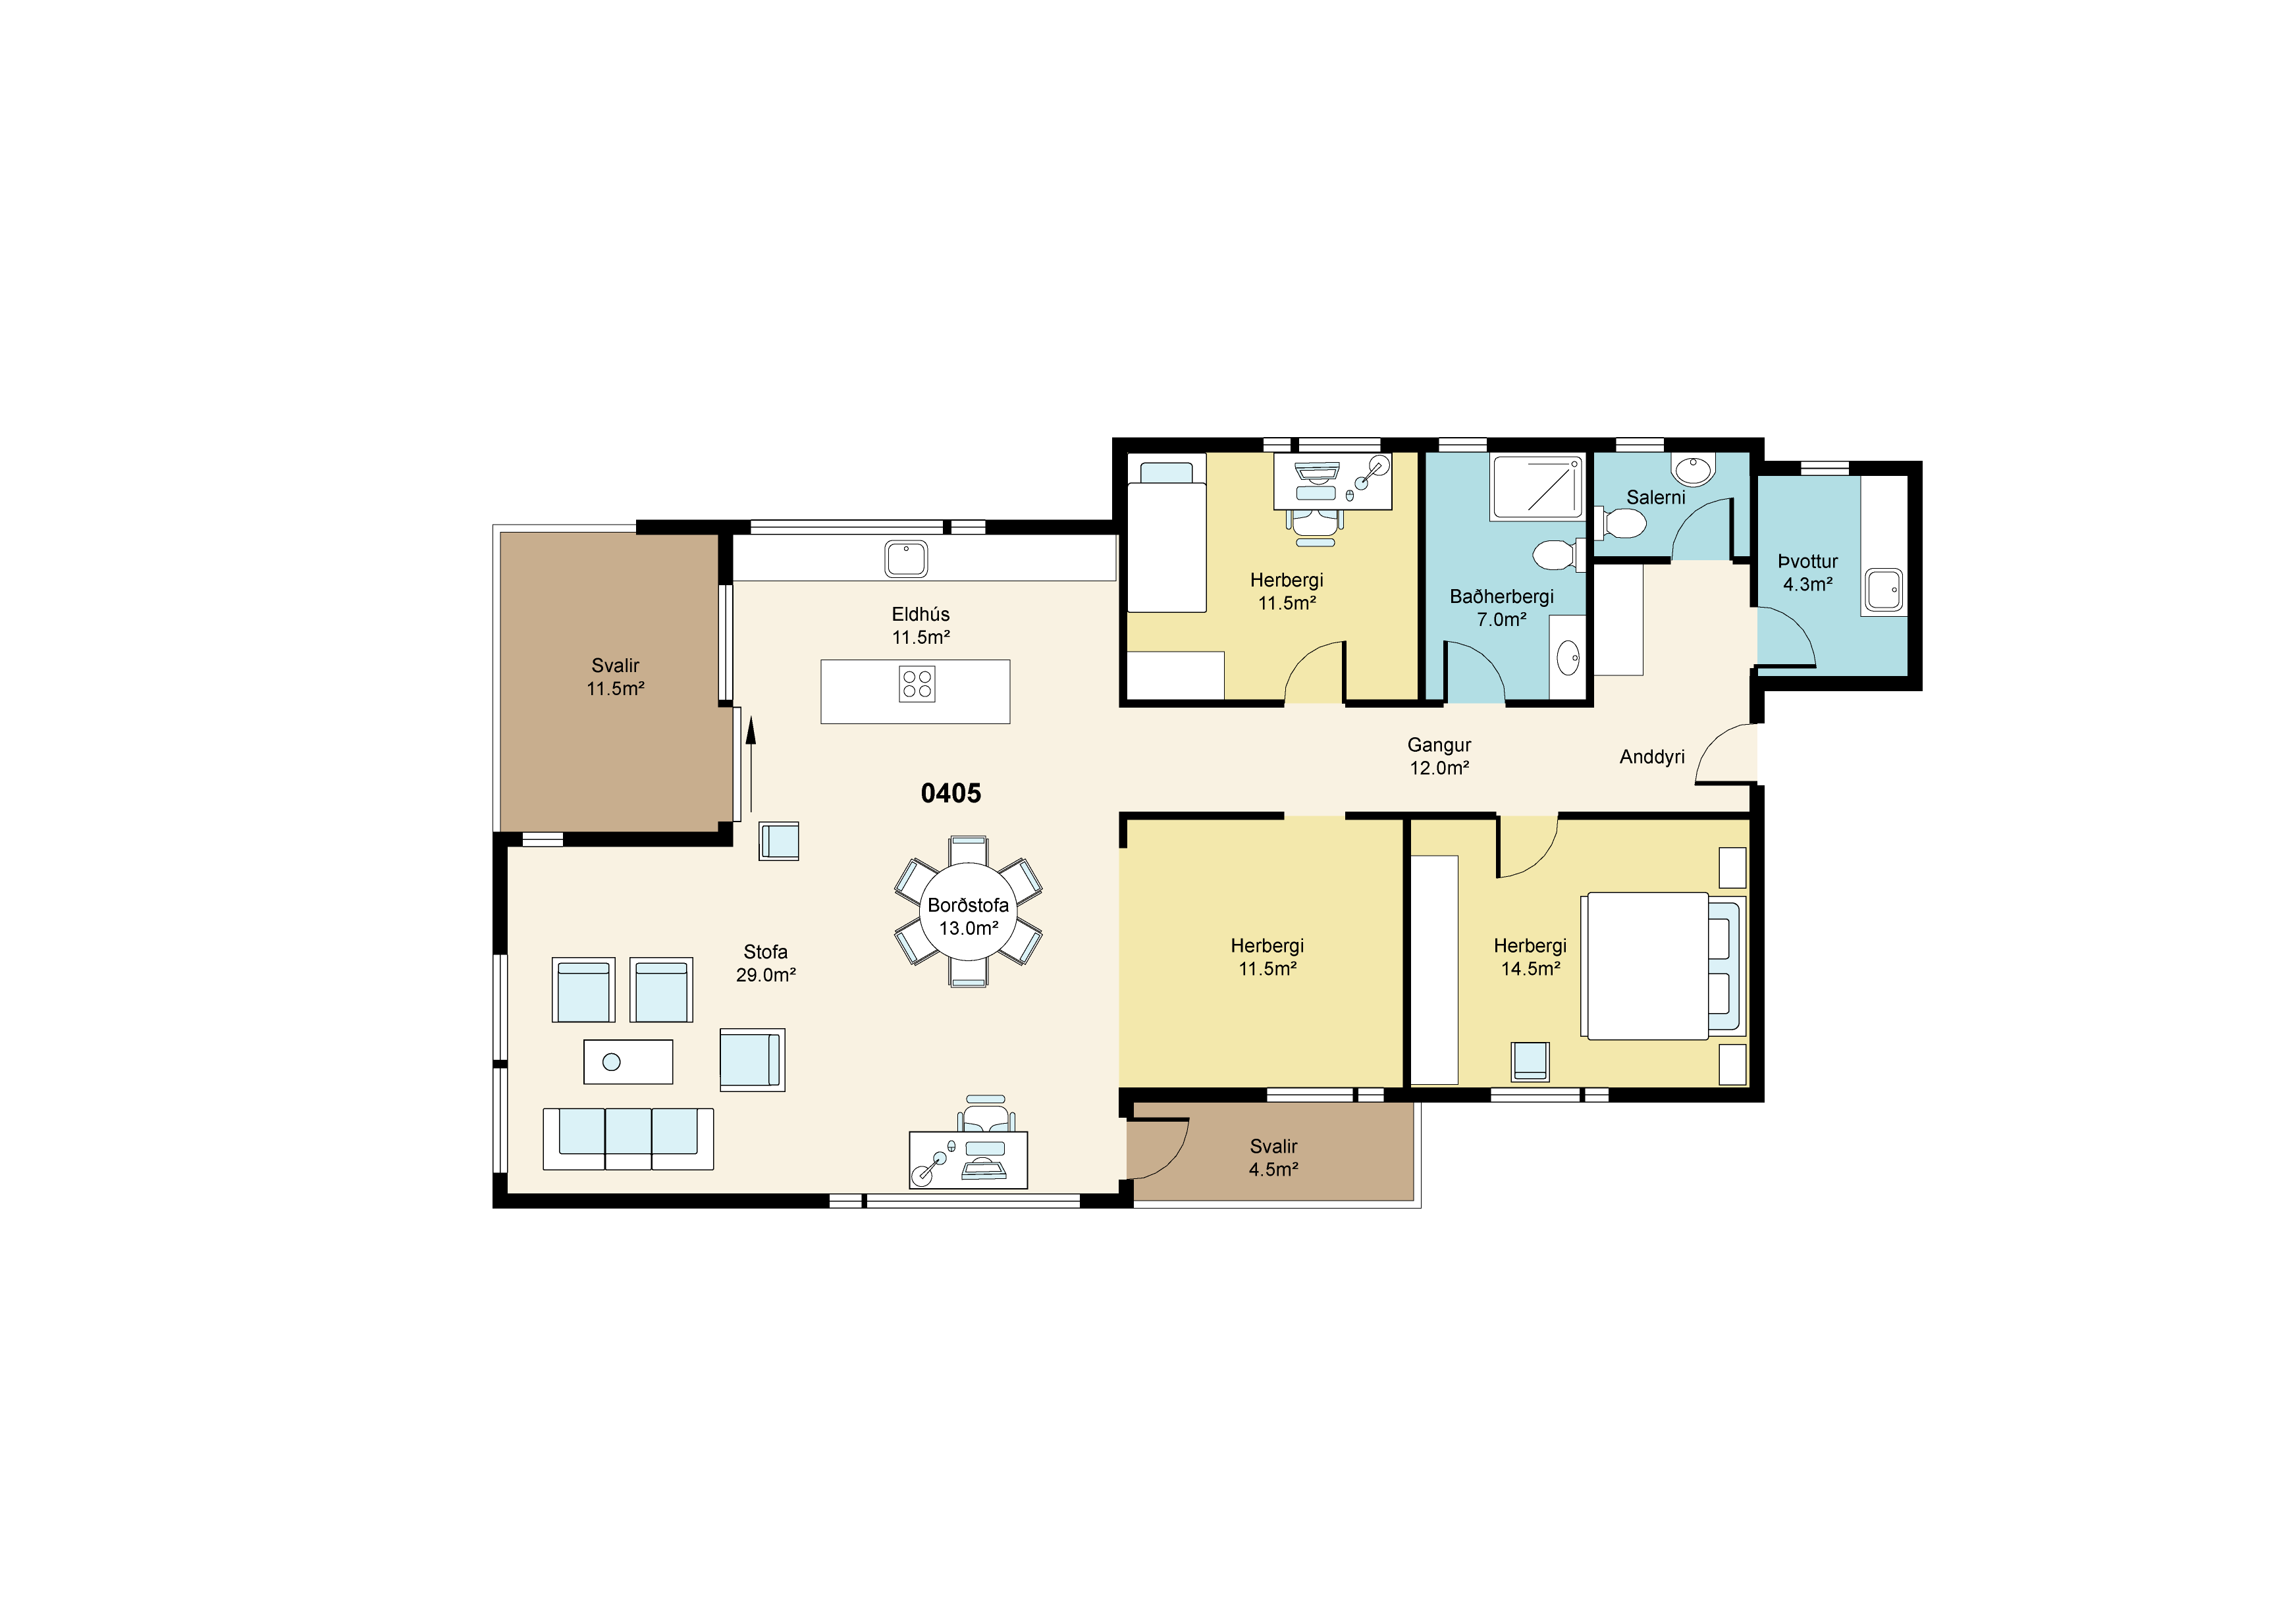 Salerni
Þvottur
4.3m²
Herbergi
11.5m²
Baðherbergi
7.0m²
Eldhús
11.5m²
Svalir
11.5m²
Gangur
12.0m²
Anddyri
0405
Borðstofa
13.0m²
Stofa
29.0m²
Herbergi
11.5m²
Herbergi
14.5m²
Svalir
4.5m²